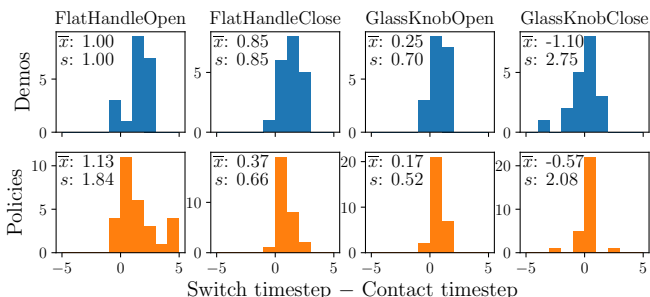 FlatHandleOpen FlatHandleClose GlassKnobOpen GlassKnobClose
Demos
x̅: 1.00
s: 1.00
5
0
x̅: 0.85
s: 0.85
5
0
x̅: 0.25
s: 0.70
5
0
x̅: -1.10
s: 2.75
5
0
Policies
x̅: 1.13
s: 1.84
10
5
0
−5 0 5
x̅: 0.37
s: 0.66
10
0
−5 0 5
x̅: 0.17
s: 0.52
20
10
0
−5 0 5
x̅: -0.57
s: 2.08
20
0
−5 0 5
Switch timestep − Contact timestep